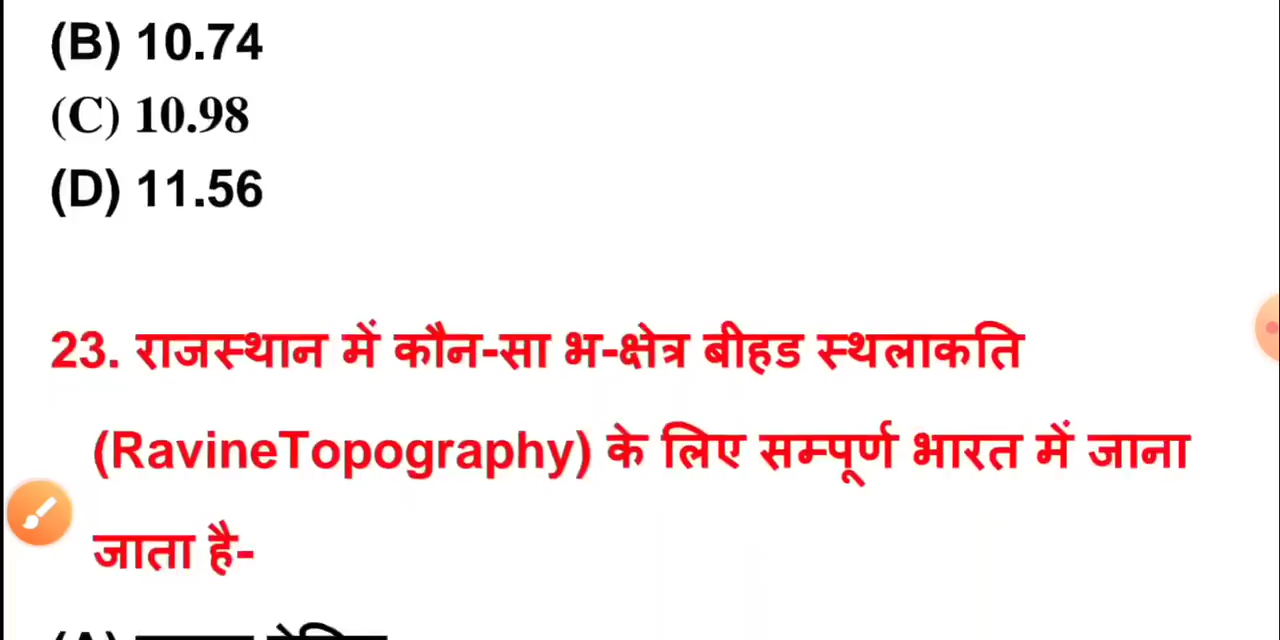 (B) 10.74
(C) 10.98
(D) 11.56
23. राजस्थान में कौन-सा भ-क्षेत्र बीहड स्थलाकति
(RavineTopography) के लिए सम्पूर्ण भारत में जाना
जाता है-